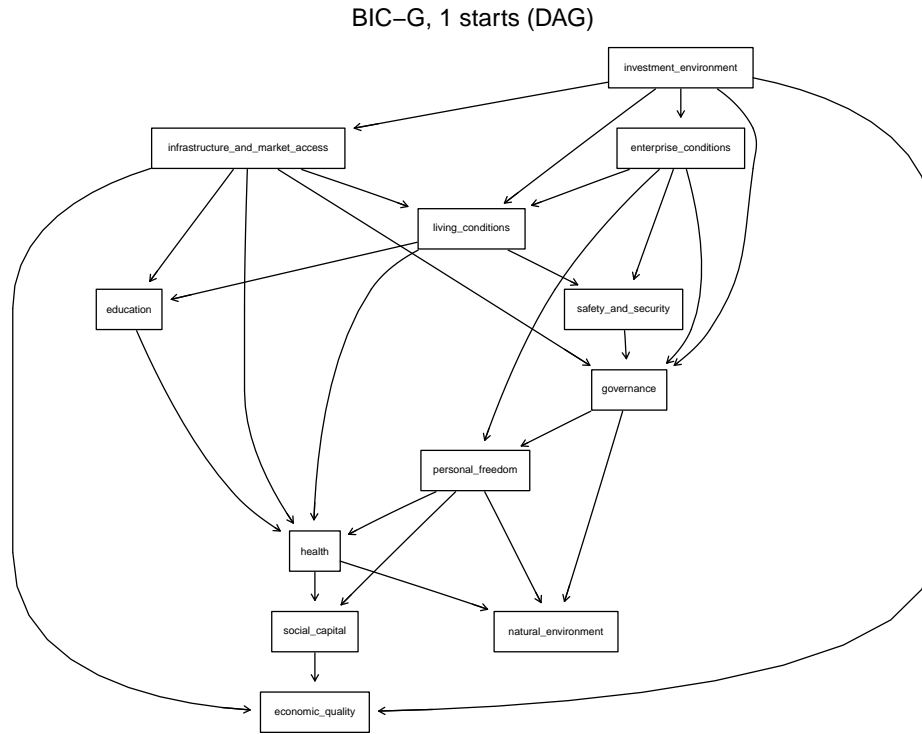 BIC−G, 1 starts (DAG)
investment_environment
infrastructure_and_market_access
enterprise_conditions
living_conditions
education
safety_and_security
governance
personal_freedom
health
social_capital
natural_environment
economic_quality